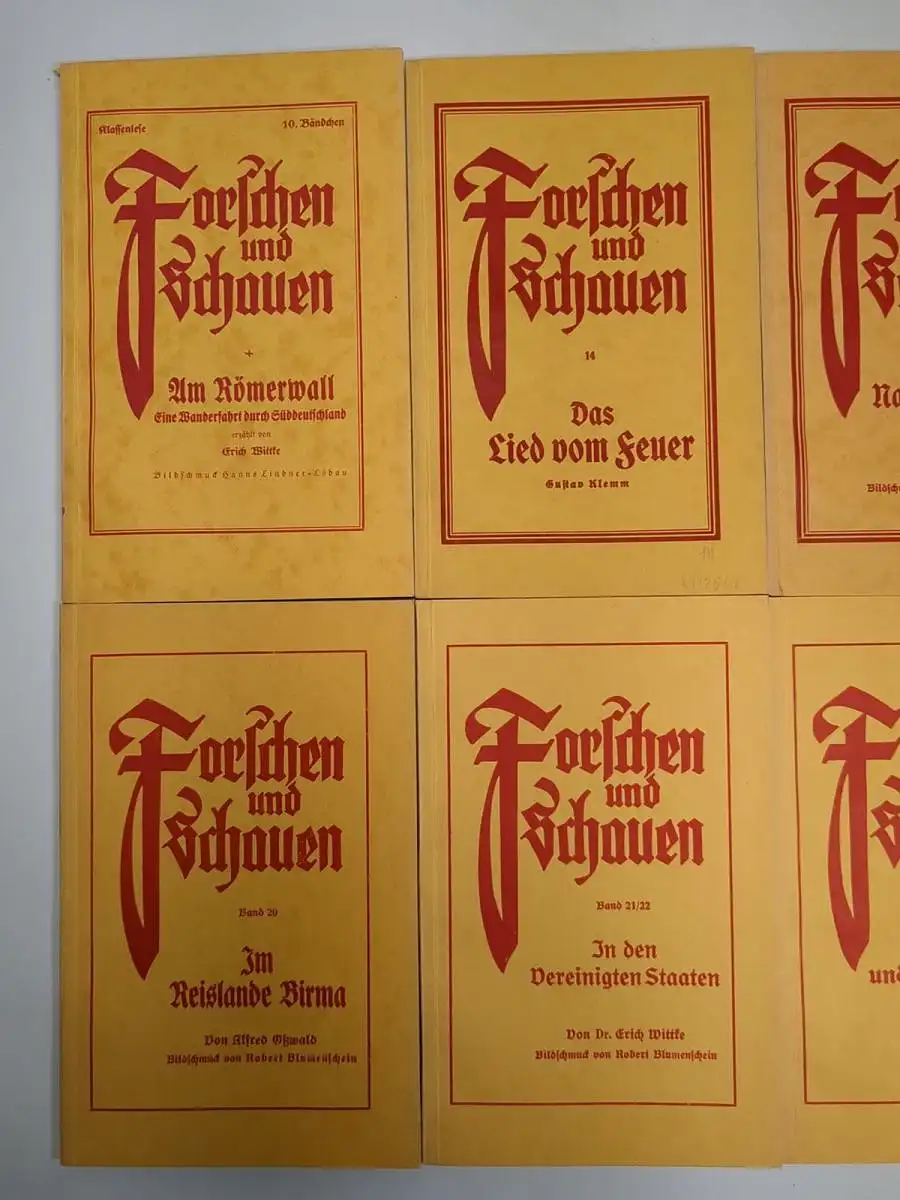 Klassenlese 10. Bändchen
Forschen
und
Schauen
+
Am Römerwall
Eine Wanderfahrt durch Süddeutschland
erzählt von
Erich Wittke
Bildschmuck Hanns Lindner-Löbau
Forschen
und
Schauen
14
Das
Lied vom Feuer
Gustav Klemm
Bildsch
Forschen
und
Schauen
Band 20
Im
Reislande Birma
Von Alfred Oßwald
Bildschmuck von Robert Blumenschein
Forschen
und
Schauen
Band 21/22
In den
Vereinigten Staaten
Von Dr. Erich Wittke
Bildschmuck von Robert Blumenschein
und